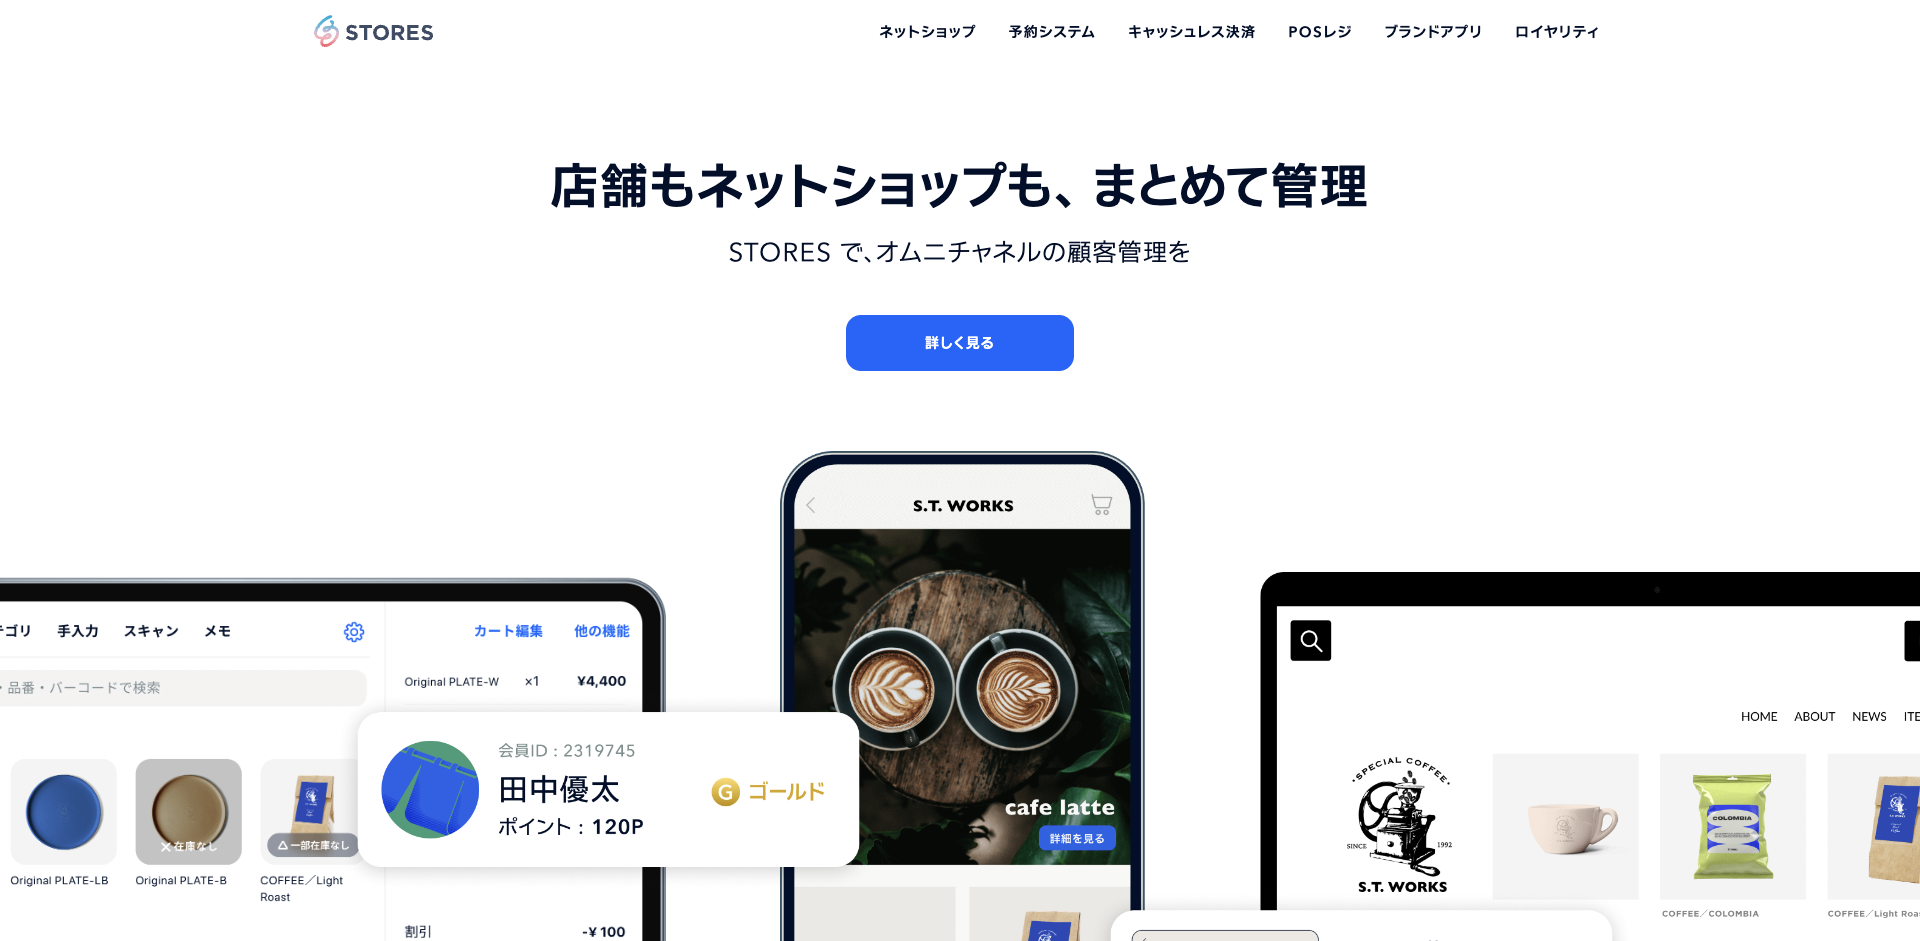 STORES
ネットショップ 予約システム キャッシュレス決済 POSレジ ブランドアプリ ロイヤリティ
店舗もネットショップも、まとめて管理
STORES で、オムニチャネルの顧客管理を
詳しく見る
テゴリ 手入力 スキャン メモ
・品番・バーコードで検索
カート編集 他の機能
Original PLATE-W ×1 ¥4,400
会員ID：2319745
田中優太
ポイント：120P
G ゴールド
在庫なし
一部在庫なし
Original PLATE-LB
Original PLATE-B
COFFEE／Light
Roast
割引 -¥100
S.T. WORKS
cafe latte
詳細を見る
HOME ABOUT NEWS ITE
SPECIAL COFFEE
SINCE 1992
S.T. WORKS
COLOMBIA
COFFEE／COLOMBIA
COFFEE／Light Roas